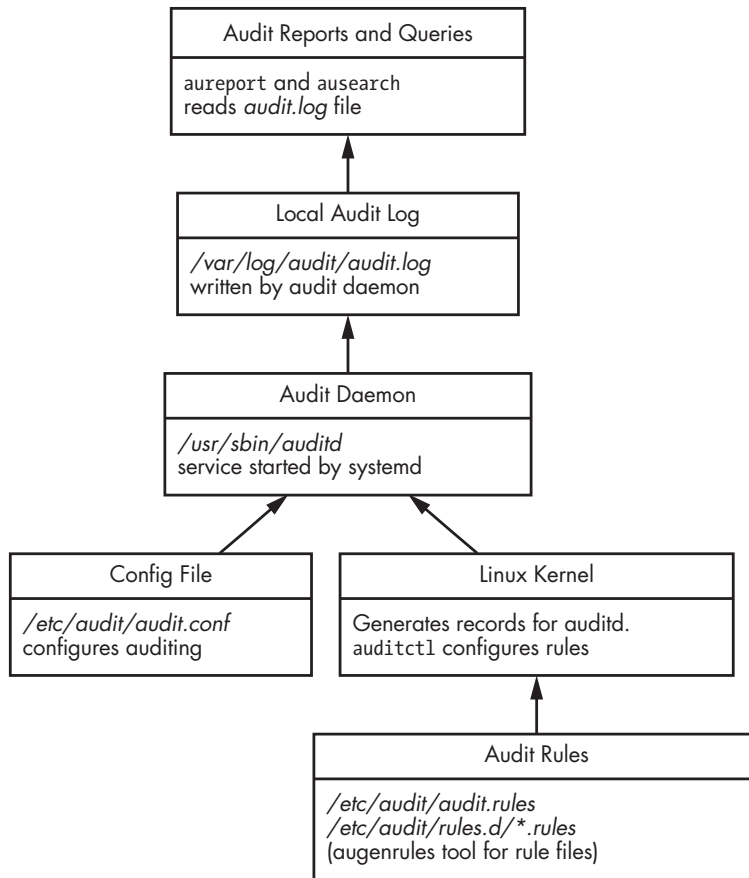 Audit Reports and Queries
aureport and ausearch
reads audit.log file
Local Audit Log
/var/log/audit/audit.log
written by audit daemon
Audit Daemon
/usr/sbin/auditd
service started by systemd
Config File
/etc/audit/audit.conf
configures auditing
Linux Kernel
Generates records for auditd.
auditctl configures rules
Audit Rules
/etc/audit/audit.rules
/etc/audit/rules.d/*.rules
(augenrules tool for rule files)